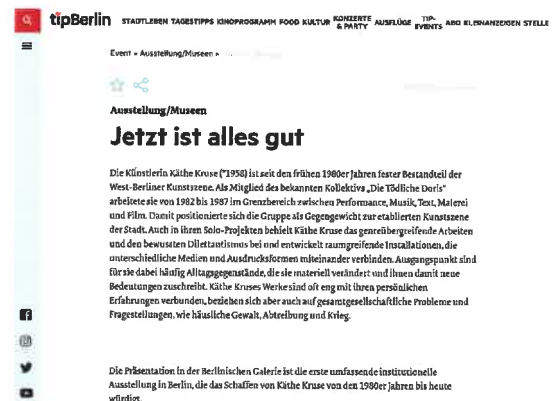 tipBerlin STADTLEBEN TAGESTIPPS KINOPROGRAMM FOOD KULTUR KONZERTE & PARTY AUSFLÜGE TIP-EVENTS ABO KLEINANZEIGEN STELLE
Event » Ausstellung/Museen »
Ausstellung/Museen
Jetzt ist alles gut
Die Künstlerin Käthe Kruse (*1958) ist seit den frühen 1980er Jahren fester Bestandteil der
West-Berliner Kunstszene. Als Mitglied des bekannten Kollektivs „Die Tödliche Doris“
arbeitete sie von 1982 bis 1987 im Grenzbereich zwischen Performance, Musik, Text, Malerei
und Film. Damit positionierte sich die Gruppe als Gegengewicht zur etablierten Kunstszene
der Stadt. Auch in ihren Solo-Projekten behielt Käthe Kruse das genreübergreifende Arbeiten
und den bewussten Dilettantismus bei und entwickelt raumgreifende Installationen, die
unterschiedliche Medien und Ausdrucksformen miteinander verbinden. Ausgangspunkt sind
für sie dabei häufig Alltagsgegenstände, die sie materiell verändert und ihnen damit neue
Bedeutungen zuschreibt. Käthe Kruses Werke sind oft eng mit ihren persönlichen
Erfahrungen verbunden, beziehen sich aber auch auf gesamtgesellschaftliche Probleme und
Fragestellungen, wie häusliche Gewalt, Abtreibung und Krieg.
Die Präsentation in der Berlinischen Galerie ist die erste umfassende institutionelle
Ausstellung in Berlin, die das Schaffen von Käthe Kruse von den 1980er Jahren bis heute
würdigt.